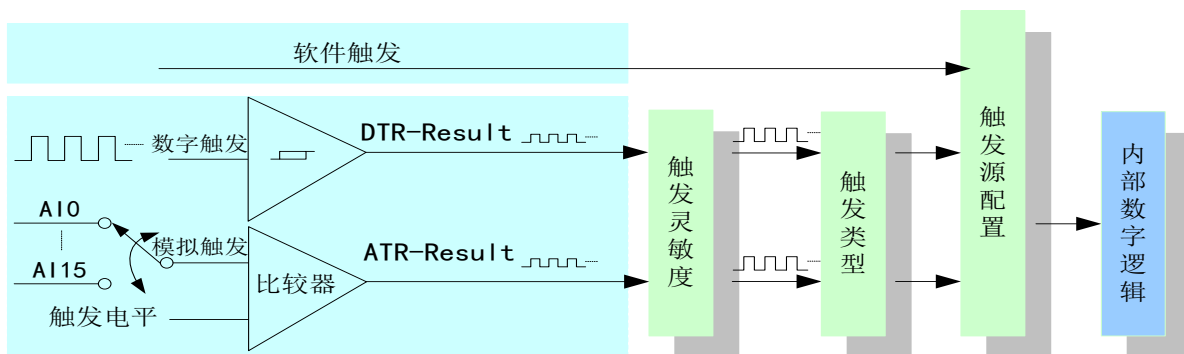 软件触发
数字触发
DTR-Result
AI0
AI15
模拟触发
触发电平
比较器
ATR-Result
触发灵敏度
触发类型
触发源配置
内部数字逻辑